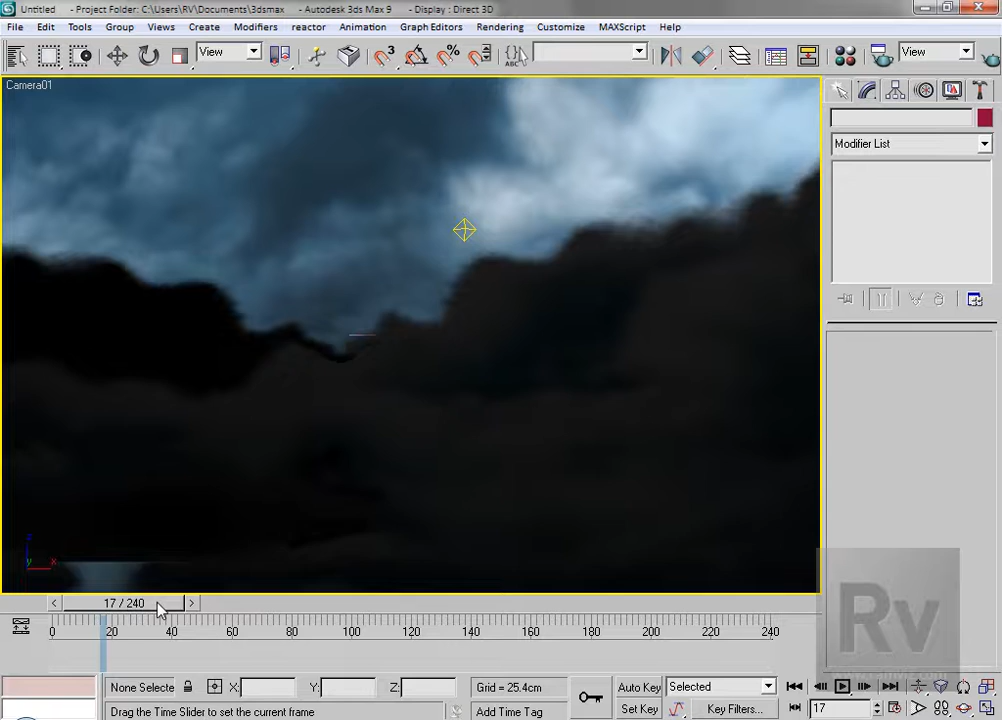 Untitled - Project Folder: C:\Users\RV\Documents\3dsmax - Autodesk 3ds Max 9 - Display : Direct 3D
File Edit Tools Group Views Create Modifiers reactor Animation Graph Editors Rendering Customize MAXScript Help
View 3 % ABC View
Camera01
Modifier List
z
y x
17 / 240
0 20 40 60 80 100 120 140 160 180 200 220 240
Rv
None Selecte X: Y: Z: Grid = 25.4cm Auto Key Selected
Drag the Time Slider to set the current frame Add Time Tag Set Key Key Filters... 17